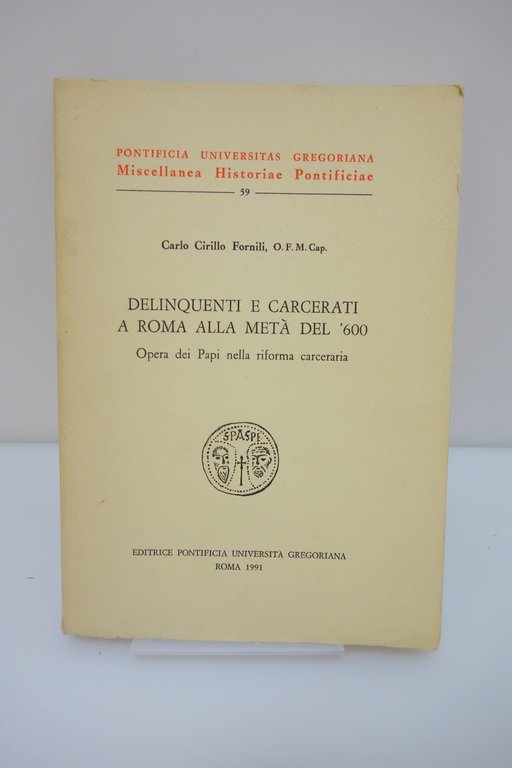 PONTIFICIA UNIVERSITAS GREGORIANA
Miscellanea Historiae Pontificiae
59
Carlo Cirillo Fornili, O. F. M. Cap.
DELINQUENTI E CARCERATI
A ROMA ALLA METÀ DEL '600
Opera dei Papi nella riforma carceraria
SPASPE
EDITRICE PONTIFICIA UNIVERSITÀ GREGORIANA
ROMA 1991